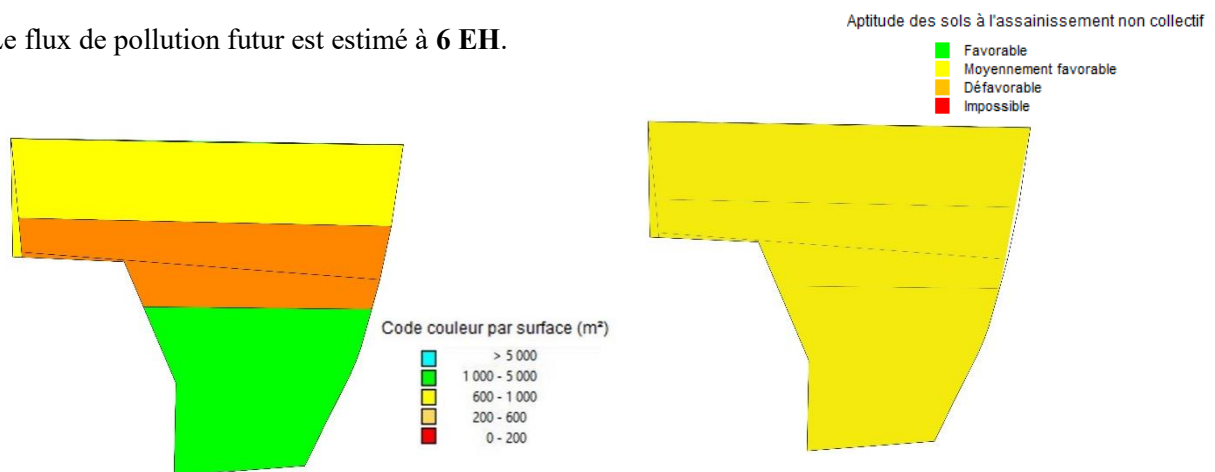 Le flux de pollution futur est estimé à 6 EH.
Aptitude des sols à l'assainissement non collectif
Favorable
Moyennement favorable
Défavorable
Impossible
Code couleur par surface (m²)
> 5 000
1 000 - 5 000
600 - 1 000
200 - 600
0 - 200